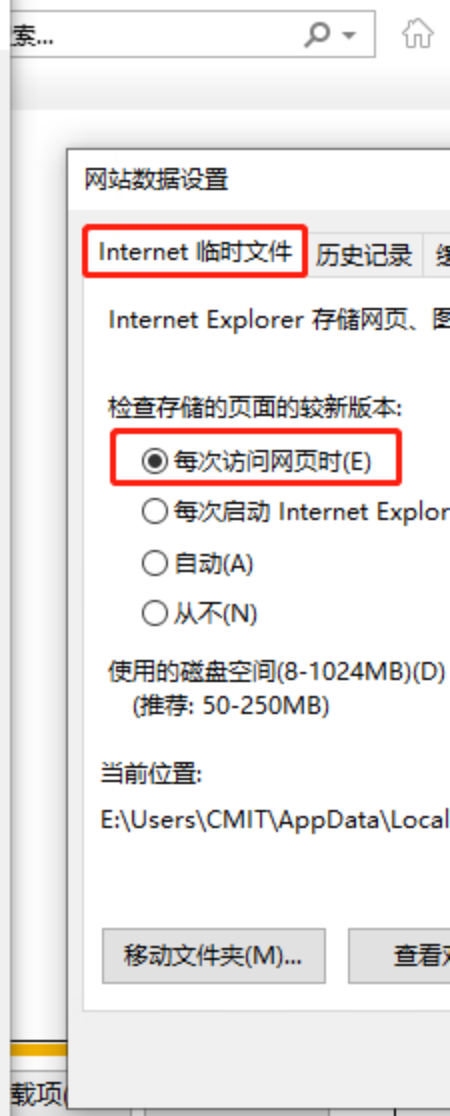 索...
网站数据设置
Internet 临时文件 历史记录
Internet Explorer 存储网页、
检查存储的页面的较新版本:
每次访问网页时(E)
每次启动 Internet Explor
自动(A)
从不(N)
使用的磁盘空间(8-1024MB)(D)
(推荐: 50-250MB)
当前位置:
E:\Users\CMIT\AppData\Local
移动文件夹(M)... 查看
载项(